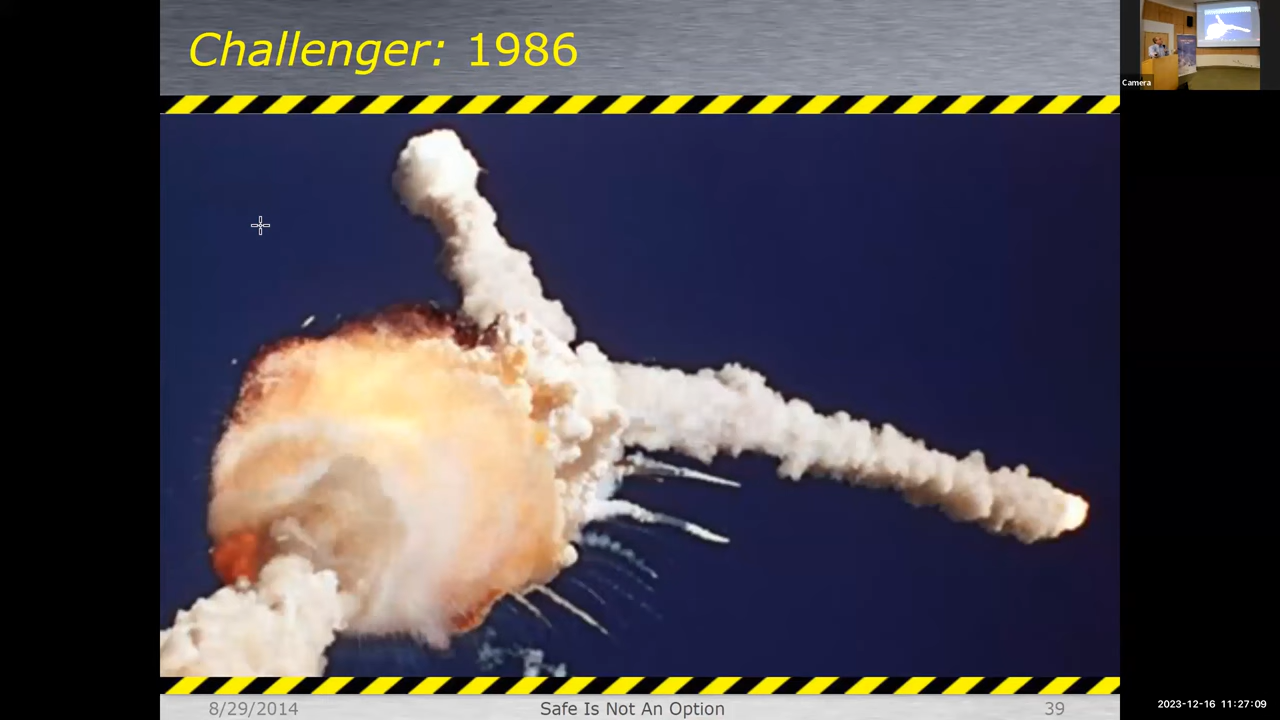 Challenger: 1986
Camera
8/29/2014
Safe Is Not An Option
39
2023-12-16 11:27:09